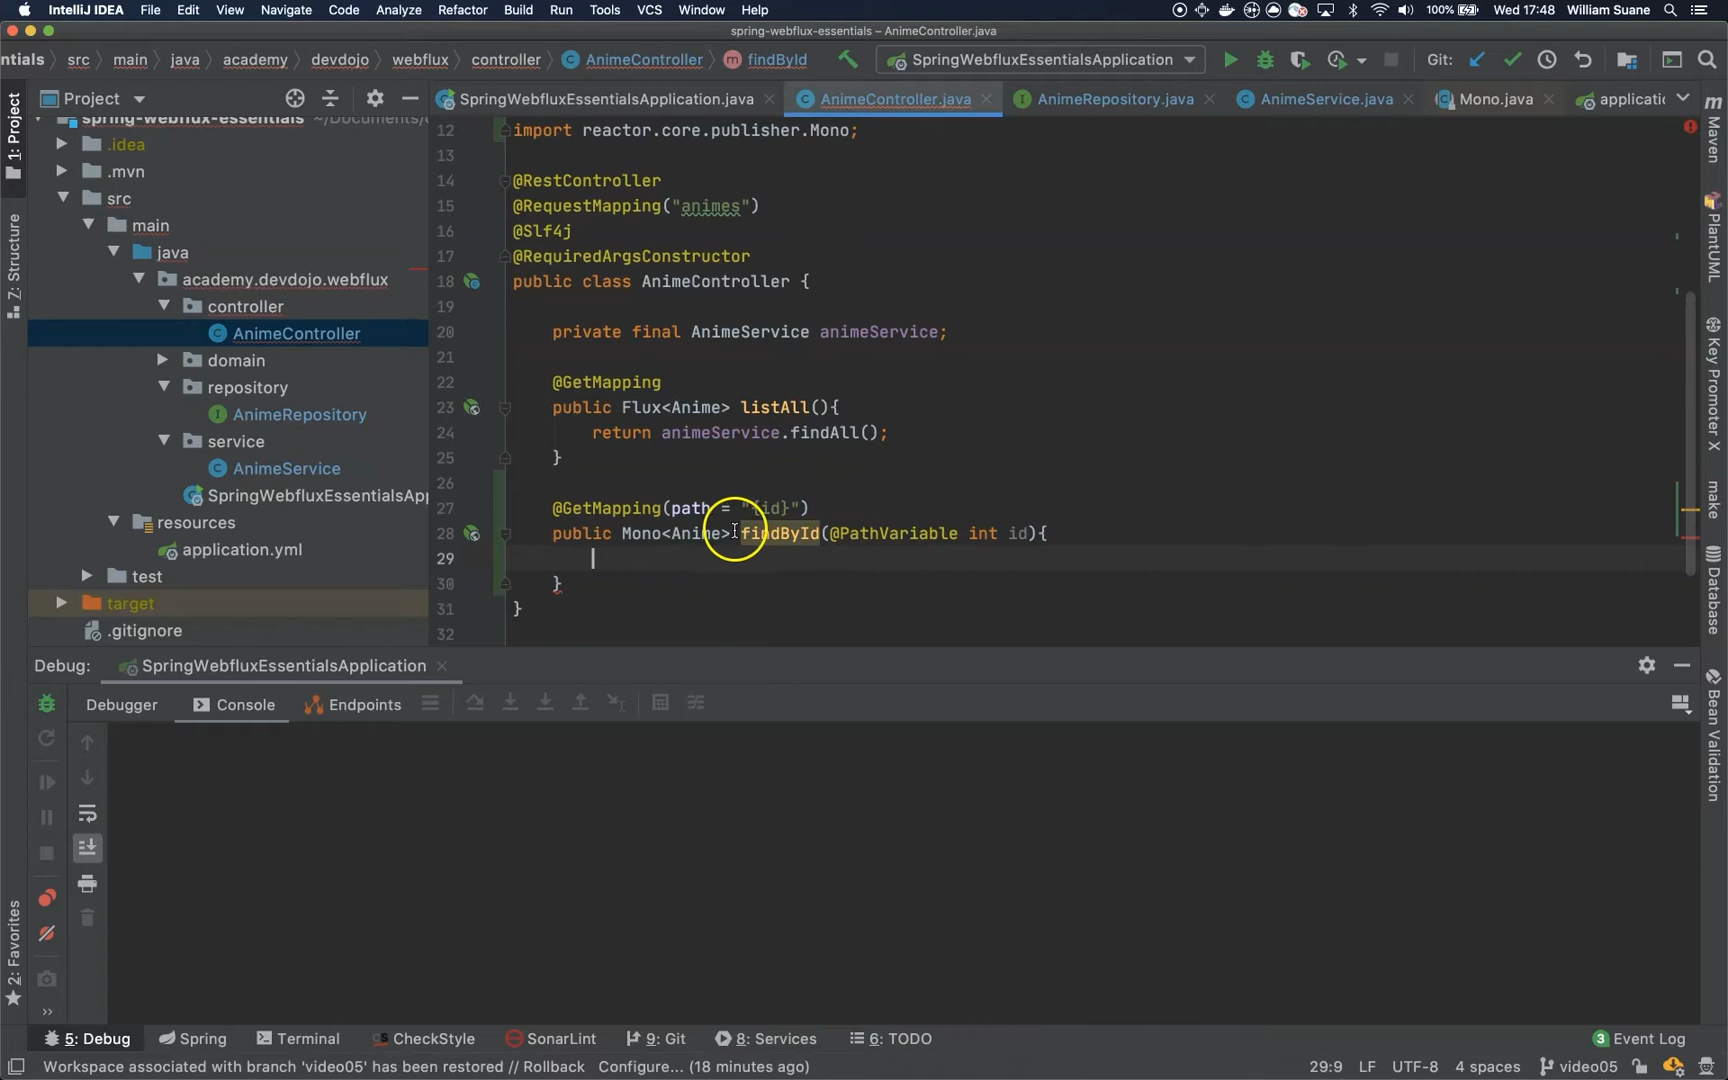 IntelliJ IDEA File Edit View Navigate Code Analyze Refactor Build Run Tools VCS Window Help 100% Wed 17:48 William Suane
spring-webflux-essentials – AnimeController.java
entials src main java academy devdojo webflux controller AnimeController findById SpringWebfluxEssentialsApplication Git:
Project
SpringWebfluxEssentialsApplication.java AnimeController.java AnimeRepository.java AnimeService.java Mono.java applicatio
1: Project
Z: Structure
2: Favorites
spring-webflux-essentials ~/Documents/
.idea
.mvn
src
main
java
academy.devdojo.webflux
controller
AnimeController
domain
repository
AnimeRepository
service
AnimeService
SpringWebfluxEssentialsAp
resources
application.yml
test
target
.gitignore
12 import reactor.core.publisher.Mono;
13
14 @RestController
15 @RequestMapping("animes")
16 @Slf4j
17 @RequiredArgsConstructor
18 public class AnimeController {
19
20 private final AnimeService animeService;
21
22 @GetMapping
23 public Flux<Anime> listAll(){
24 return animeService.findAll();
25 }
26
27 @GetMapping(path = "{id}")
28 public Mono<Anime> findById(@PathVariable int id){
29
30 }
31 }
32
Maven
PlantUML
Key Promoter X
make
Database
Bean Validation
Debug: SpringWebfluxEssentialsApplication
Debugger Console Endpoints
5: Debug Spring Terminal CheckStyle SonarLint 9: Git 8: Services 6: TODO 3 Event Log
Workspace associated with branch 'video05' has been restored // Rollback Configure... (18 minutes ago) 29:9 LF UTF-8 4 spaces video05